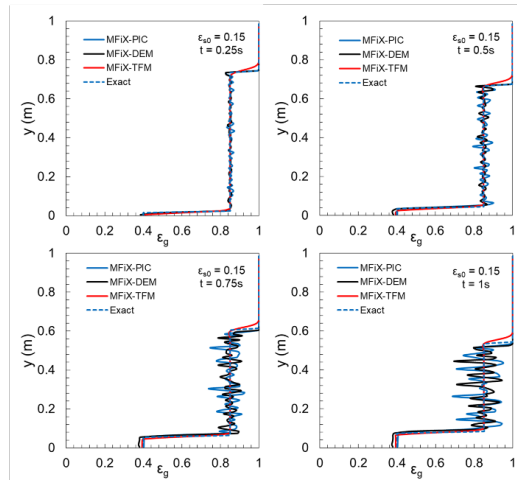 MFiX-PIC
MFiX-DEM
MFiX-TFM
Exact
εs0 = 0.15
t = 0.25s
y (m)
1
0.8
0.6
0.4
0.2
0
0 0.2 0.4 0.6 0.8 1
εg
MFiX-PIC
MFiX-DEM
MFiX-TFM
Exact
εs0 = 0.15
t = 0.5s
y (m)
1
0.8
0.6
0.4
0.2
0
0 0.2 0.4 0.6 0.8 1
εg
MFiX-PIC
MFiX-DEM
MFiX-TFM
Exact
εs0 = 0.15
t = 0.75s
y (m)
1
0.8
0.6
0.4
0.2
0
0 0.2 0.4 0.6 0.8 1
εg
MFiX-PIC
MFiX-DEM
MFiX-TFM
Exact
εs0 = 0.15
t = 1s
y (m)
1
0.8
0.6
0.4
0.2
0
0 0.2 0.4 0.6 0.8 1
εg